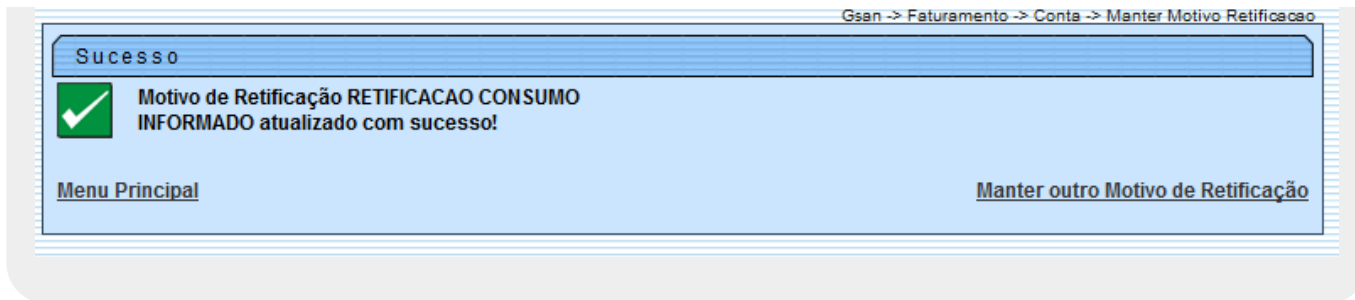 Gsan -> Faturamento -> Conta -> Manter Motivo Retificacao
Sucesso
Motivo de Retificação RETIFICACAO CONSUMO
INFORMADO atualizado com sucesso!
Menu Principal
Manter outro Motivo de Retificação